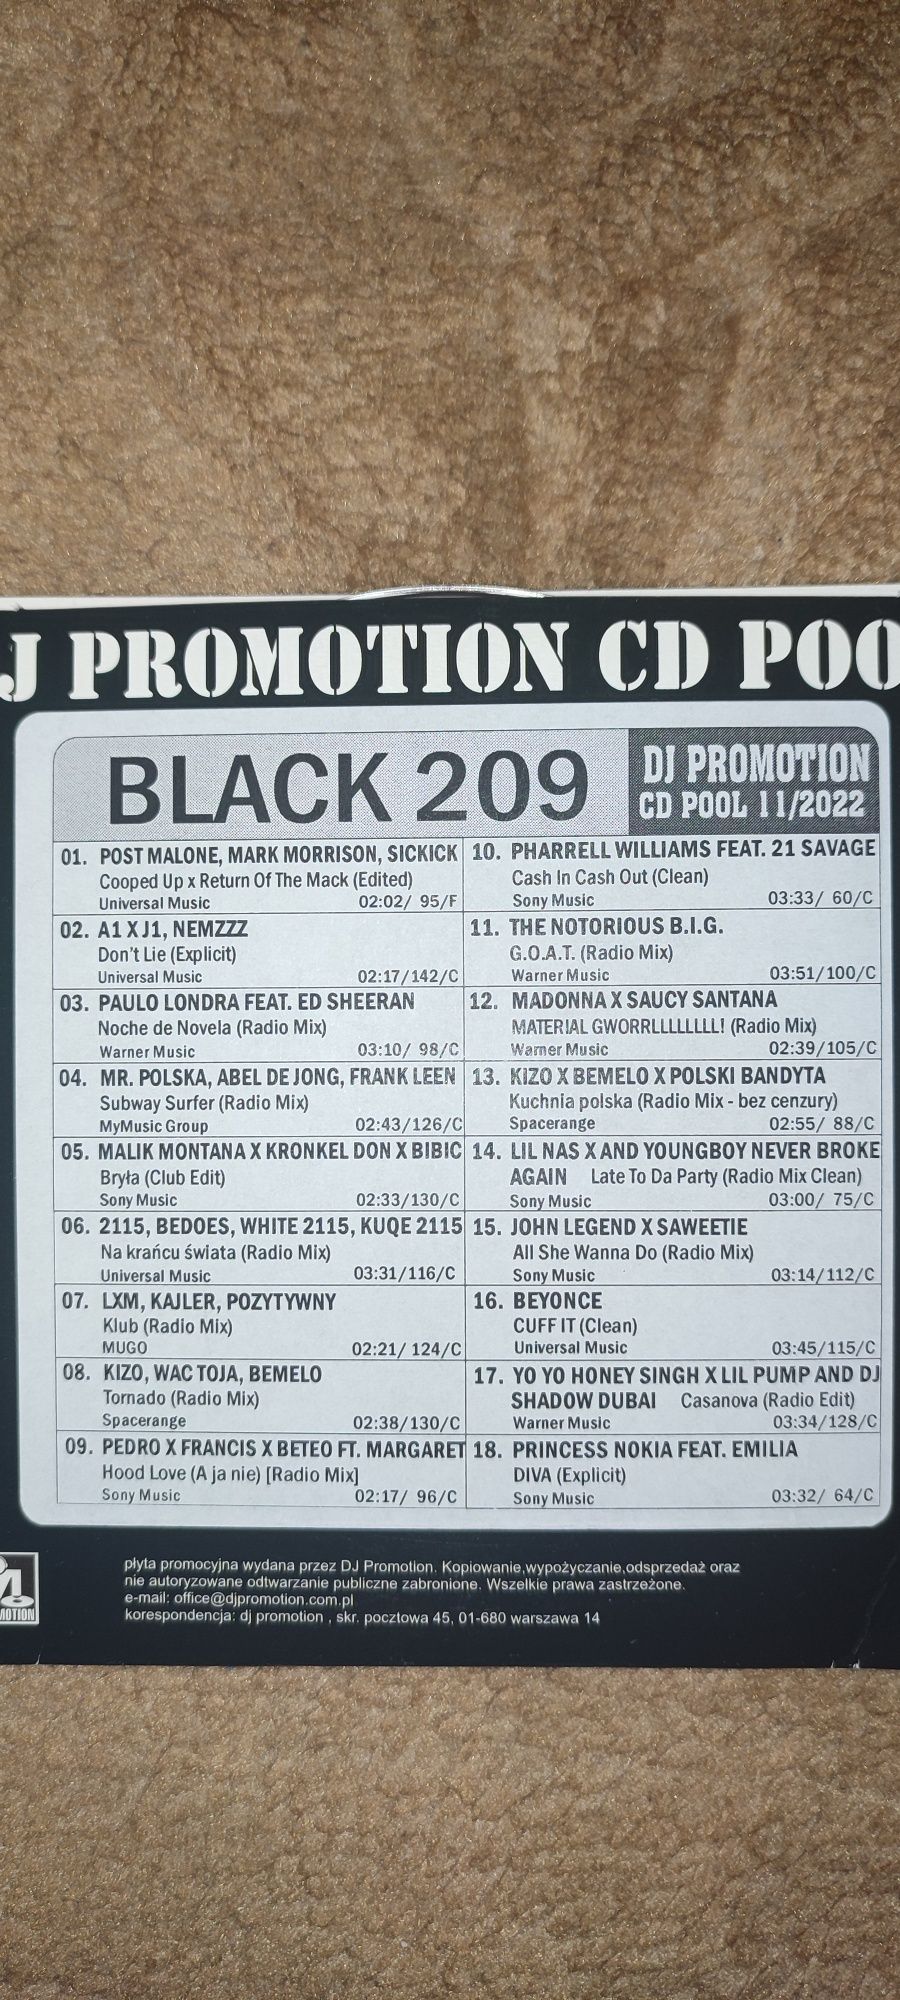 J PROMOTION CD POO
BLACK 209
DJ PROMOTION
CD POOL 11/2022
01. POST MALONE, MARK MORRISON, SICKICK
Cooped Up x Return Of The Mack (Edited)
Universal Music 02:02/ 95/F
02. A1 X J1, NEMZZZ
Don't Lie (Explicit)
Universal Music 02:17/142/C
03. PAULO LONDRA FEAT. ED SHEERAN
Noche de Novela (Radio Mix)
Warner Music 03:10/ 98/C
04. MR. POLSKA, ABEL DE JONG, FRANK LEEN
Subway Surfer (Radio Mix)
MyMusic Group 02:43/126/C
05. MALIK MONTANA X KRONKEL DON X BIBIC
Bryła (Club Edit)
Sony Music 02:33/130/C
06. 2115, BEDOES, WHITE 2115, KUQE 2115
Na krańcu świata (Radio Mix)
Universal Music 03:31/116/C
07. LXM, KAJLER, POZYTYWNY
Klub (Radio Mix)
MUGO 02:21/ 124/C
08. KIZO, WAC TOJA, BEMELO
Tornado (Radio Mix)
Spacerange 02:38/130/C
09. PEDRO X FRANCIS X BETEO FT. MARGARET
Hood Love (A ja nie) [Radio Mix]
Sony Music 02:17/ 96/C
10. PHARRELL WILLIAMS FEAT. 21 SAVAGE
Cash In Cash Out (Clean)
Sony Music 03:33/ 60/C
11. THE NOTORIOUS B.I.G.
G.O.A.T. (Radio Mix)
Warner Music 03:51/100/C
12. MADONNA X SAUCY SANTANA
MATERIAL GWORRLLLLLLLL! (Radio Mix)
Warner Music 02:39/105/C
13. KIZO X BEMELO X POLSKI BANDYTA
Kuchnia polska (Radio Mix - bez cenzury)
Spacerange 02:55/ 88/C
14. LIL NAS X AND YOUNGBOY NEVER BROKE
AGAIN Late To Da Party (Radio Mix Clean)
Sony Music 03:00/ 75/C
15. JOHN LEGEND X SAWEETIE
All She Wanna Do (Radio Mix)
Sony Music 03:14/112/C
16. BEYONCE
CUFF IT (Clean)
Universal Music 03:45/115/C
17. YO YO HONEY SINGH X LIL PUMP AND DJ
SHADOW DUBAI Casanova (Radio Edit)
Warner Music 03:34/128/C
18. PRINCESS NOKIA FEAT. EMILIA
DIVA (Explicit)
Sony Music 03:32/ 64/C
MOTION
płyta promocyjna wydana przez DJ Promotion. Kopiowanie,wypożyczanie,odsprzedaż oraz
nie autoryzowane odtwarzanie publiczne zabronione. Wszelkie prawa zastrzeżone.
e-mail: office@djpromotion.com.pl
korespondencja: dj promotion , skr. pocztowa 45, 01-680 warszawa 14